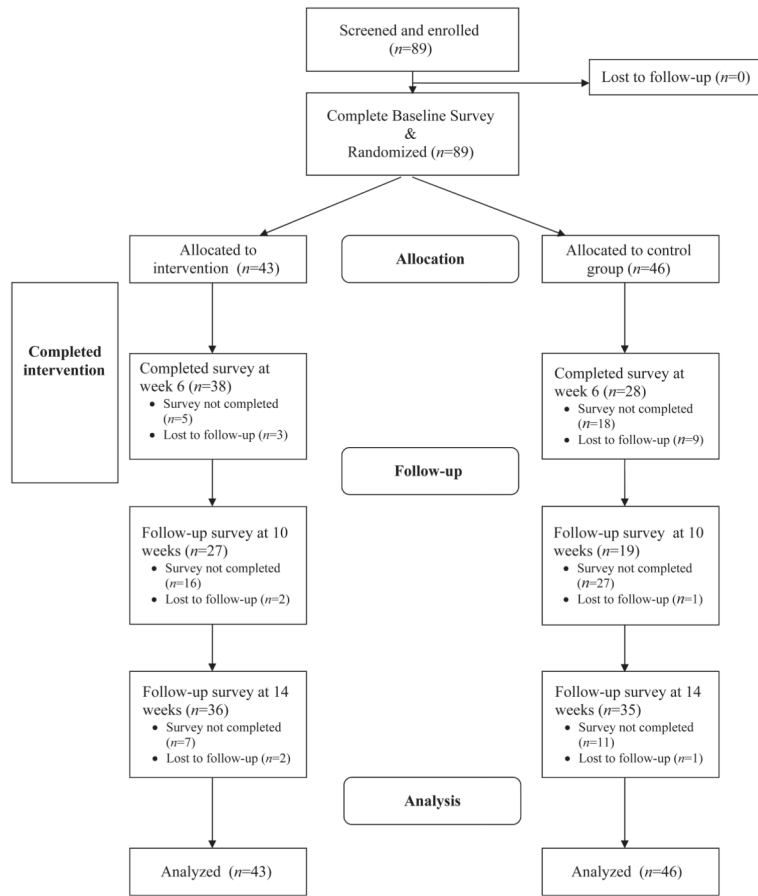 Screened and enrolled
(n=89)
Lost to follow-up (n=0)
Complete Baseline Survey
&
Randomized (n=89)
Allocated to
intervention (n=43)
Allocation
Allocated to control
group (n=46)
Completed
intervention
Completed survey at
week 6 (n=38)
• Survey not completed
(n=5)
• Lost to follow-up (n=3)
Completed survey at
week 6 (n=28)
• Survey not completed
(n=18)
• Lost to follow-up (n=9)
Follow-up
Follow-up survey at 10
weeks (n=27)
• Survey not completed
(n=16)
• Lost to follow-up (n=2)
Follow-up survey at 10
weeks (n=19)
• Survey not completed
(n=27)
• Lost to follow-up (n=1)
Follow-up survey at 14
weeks (n=36)
• Survey not completed
(n=7)
• Lost to follow-up (n=2)
Follow-up survey at 14
weeks (n=35)
• Survey not completed
(n=11)
• Lost to follow-up (n=1)
Analysis
Analyzed (n=43)
Analyzed (n=46)